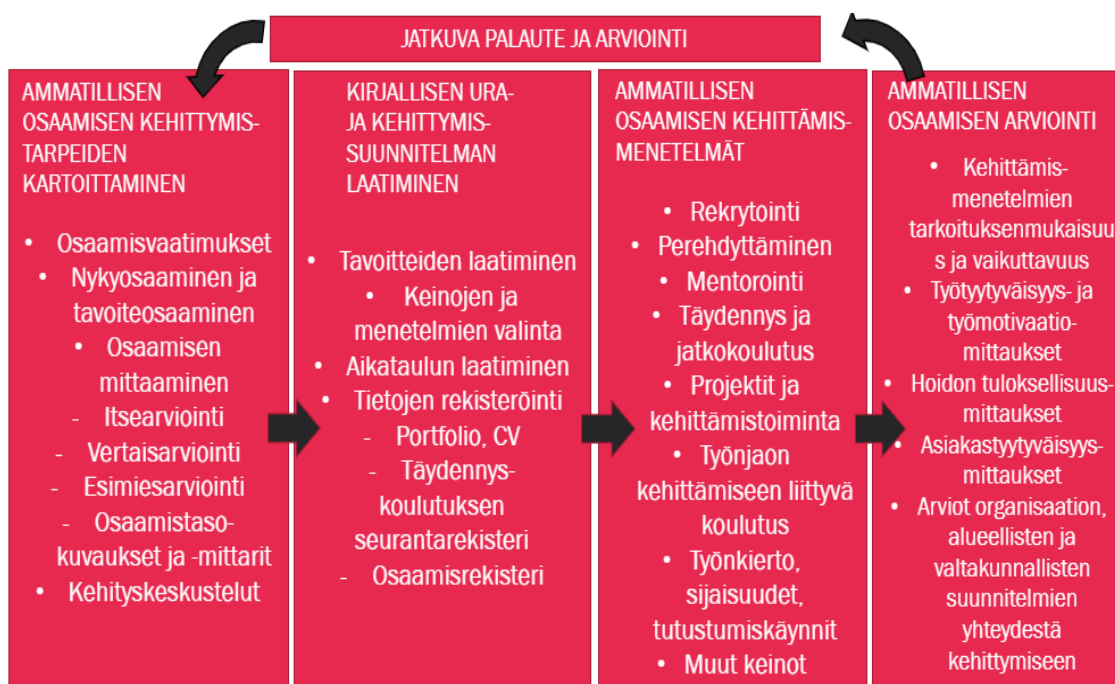 JATKUVA PALAUTE JA ARVIOINTI
AMMATILLISEN
OSAAMISEN KEHITTYMIS-
TARPEIDEN
KARTOITTAMINEN
• Osaamisvaatimukset
• Nykyosaaminen ja
tavoiteosaaminen
• Osaamisen
mittaaminen
- Itsearviointi
- Vertaisarviointi
- Esimiesarviointi
- Osaamistaso-
kuvaukset ja -mittarit
• Kehityskeskustelut
KIRJALLISEN URA-
JA KEHITTYMIS-
SUUNNITELMAN
LAATIMINEN
• Tavoitteiden laatiminen
• Keinojen ja
menetelmien valinta
• Aikataulun laatiminen
• Tietojen rekisteröinti
- Portfolio, CV
- Täydennys-
koulutuksen
seurantarekisteri
- Osaamisrekisteri
AMMATILLISEN
OSAAMISEN KEHITTÄMIS-
MENETELMÄT
• Rekrytointi
• Perehdyttäminen
• Mentorointi
• Täydennys ja
jatkokoulutus
• Projektit ja
kehittämistoiminta
• Työnjaon
kehittämiseen liittyvä
koulutus
• Työnkierto,
sijaisuudet,
tutustumiskäynnit
• Muut keinot
AMMATILLISEN
OSAAMISEN ARVIOINTI
• Kehittämis-
menetelmien
tarkoituksenmukaisuu
s ja vaikuttavuus
• Työtyytyväisyys- ja
työmotivaatio-
mittaukset
• Hoidon tuloksellisuus-
mittaukset
• Asiakastyytyväisyys-
mittaukset
• Arviot organisaation,
alueellisten ja
valtakunnallisten
suunnitelmien
yhteydestä
kehittymiseen